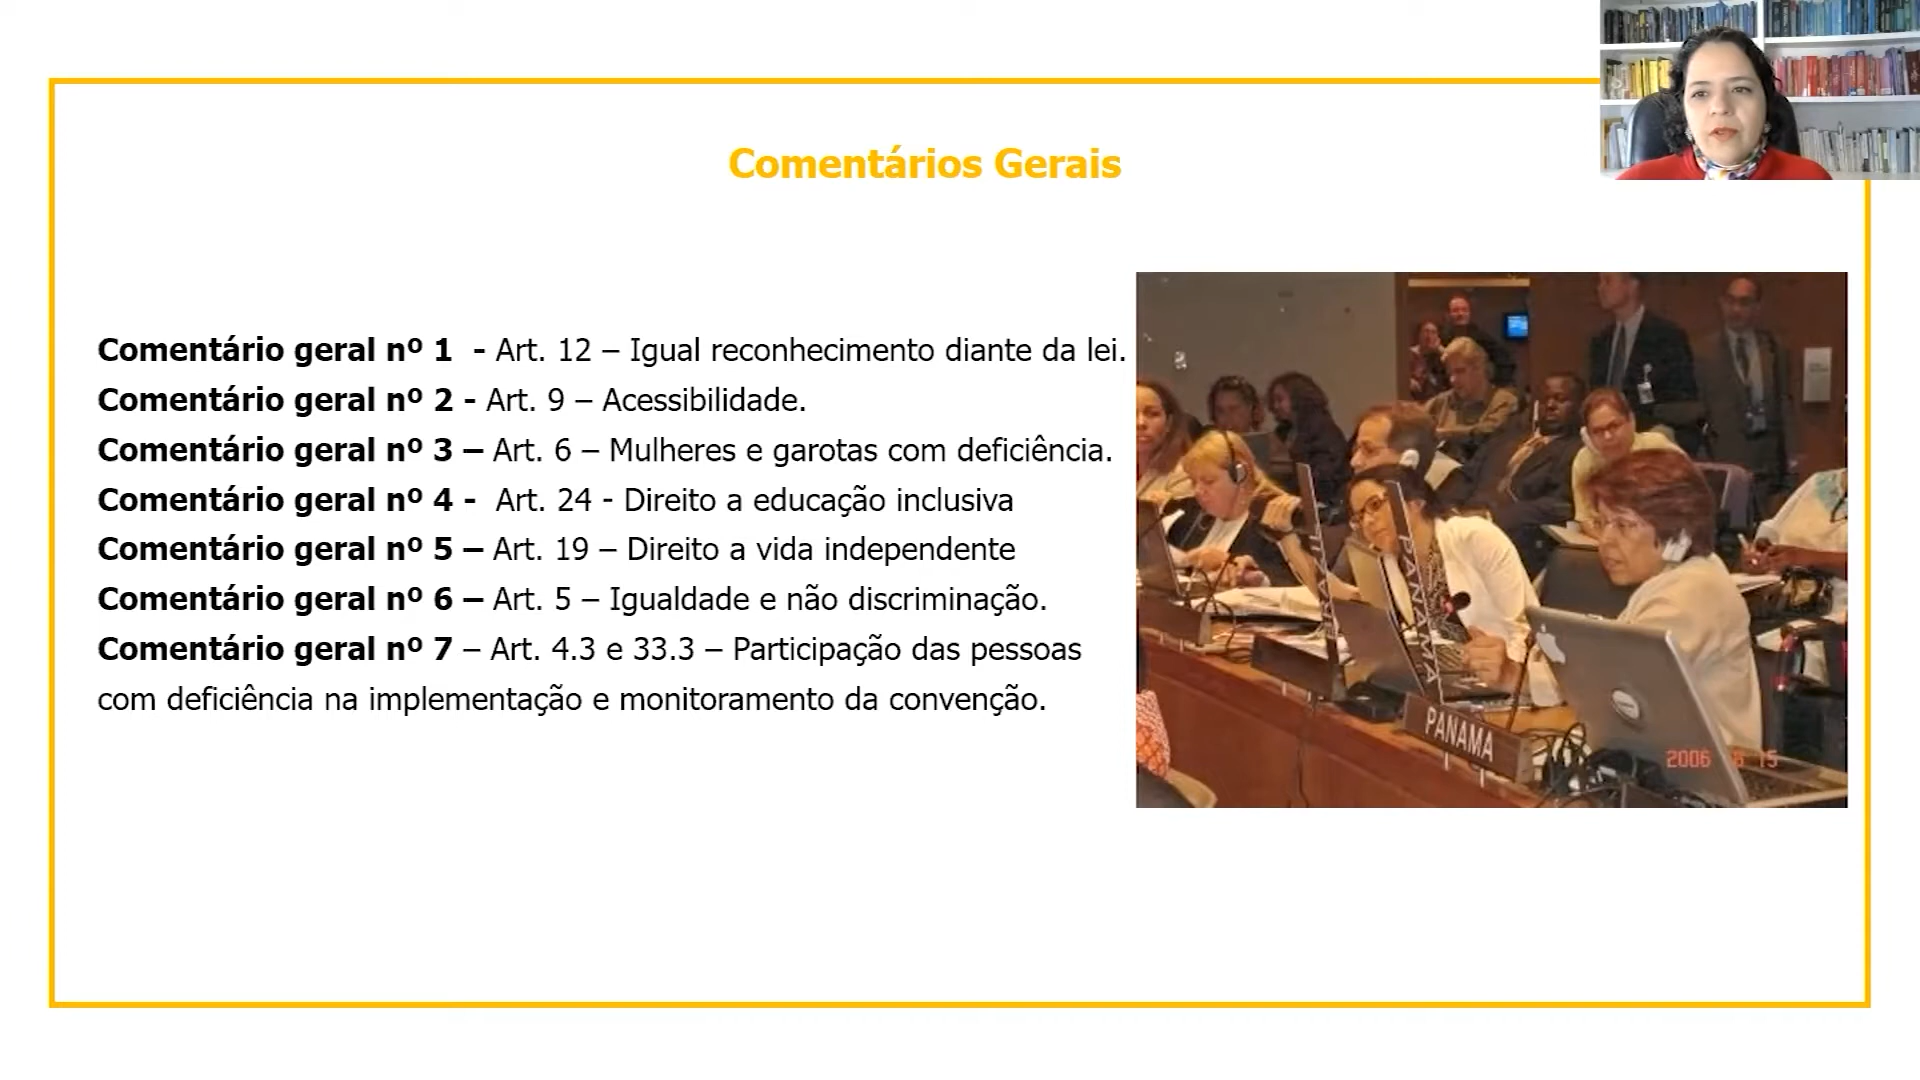 Comentários Gerais
Comentário geral nº 1 - Art. 12 – Igual reconhecimento diante da lei.
Comentário geral nº 2 - Art. 9 – Acessibilidade.
Comentário geral nº 3 – Art. 6 – Mulheres e garotas com deficiência.
Comentário geral nº 4 - Art. 24 - Direito a educação inclusiva
Comentário geral nº 5 – Art. 19 – Direito a vida independente
Comentário geral nº 6 – Art. 5 – Igualdade e não discriminação.
Comentário geral nº 7 – Art. 4.3 e 33.3 – Participação das pessoas
com deficiência na implementação e monitoramento da convenção.
PANAMA
PANAMA
2006 8 15